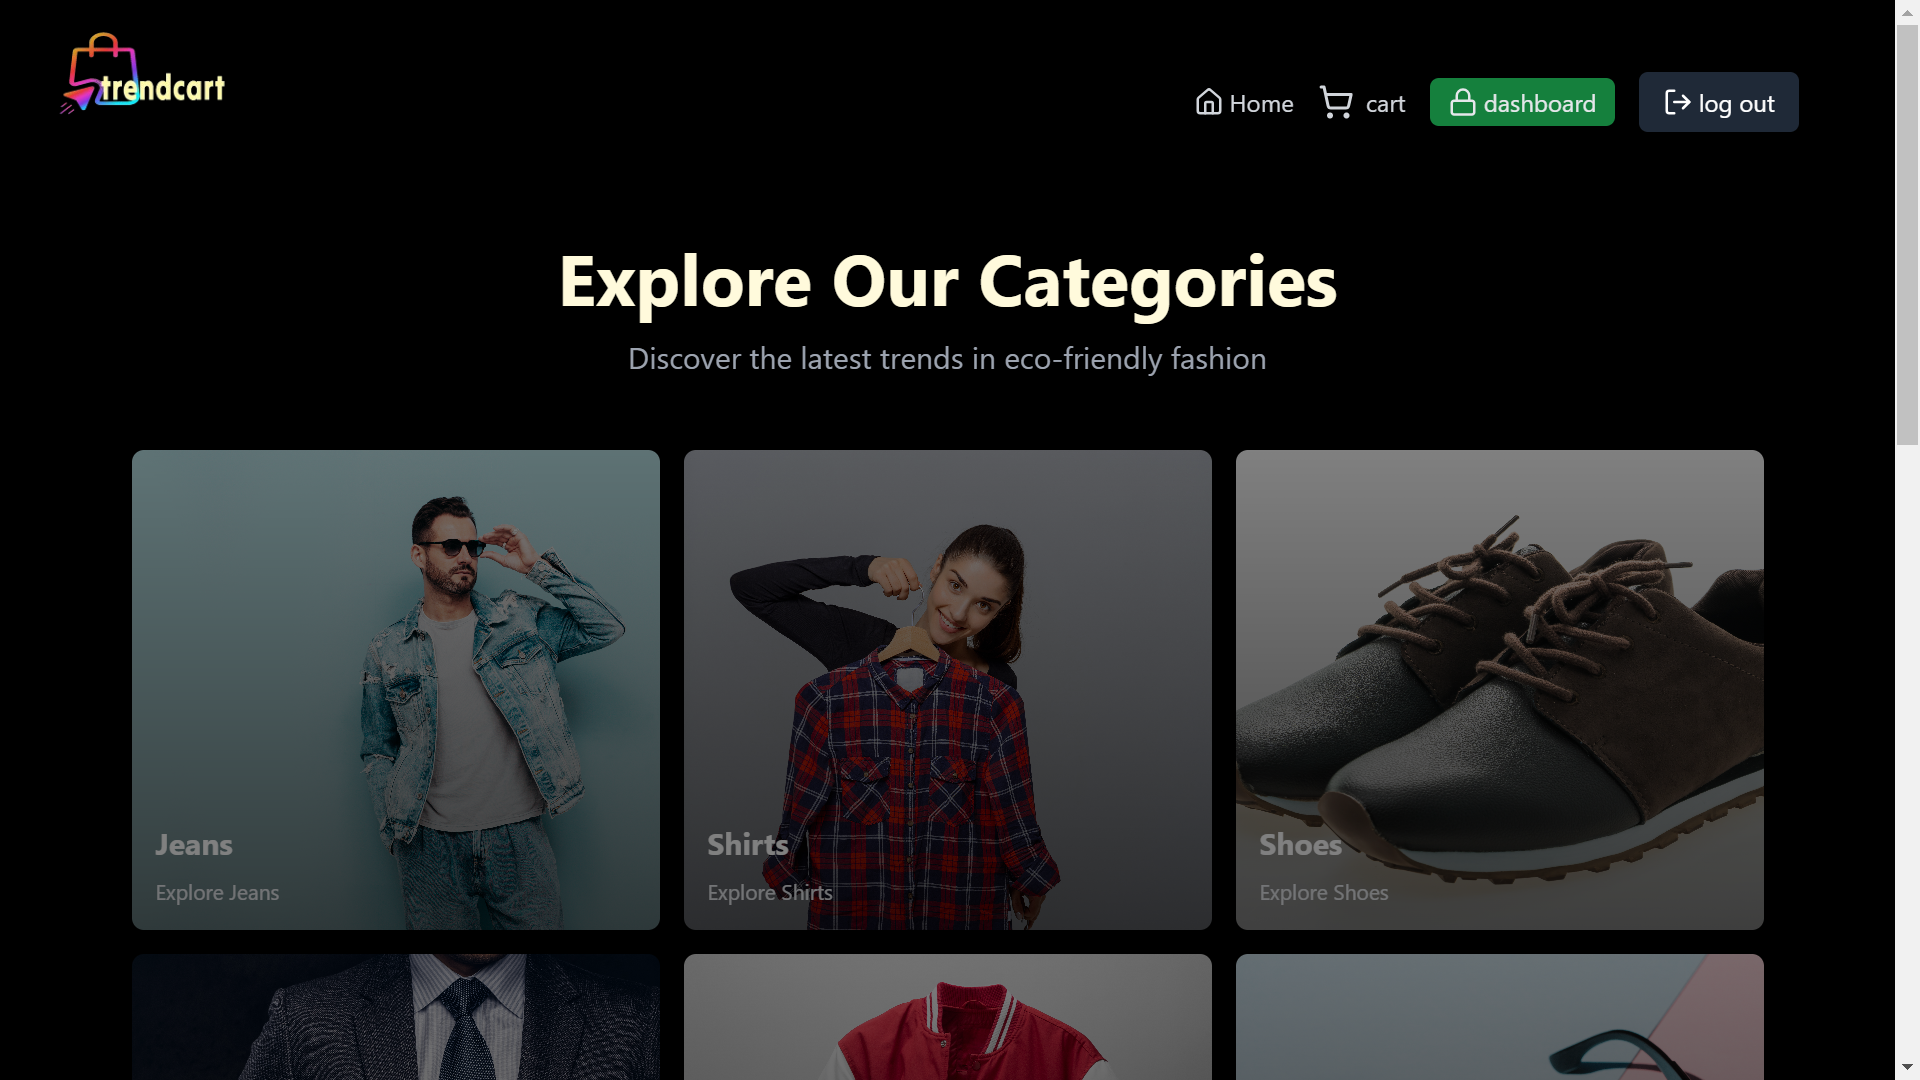 trendcart
Home cart dashboard log out
Explore Our Categories
Discover the latest trends in eco-friendly fashion
Jeans
Explore Jeans
Shirts
Explore Shirts
Shoes
Explore Shoes